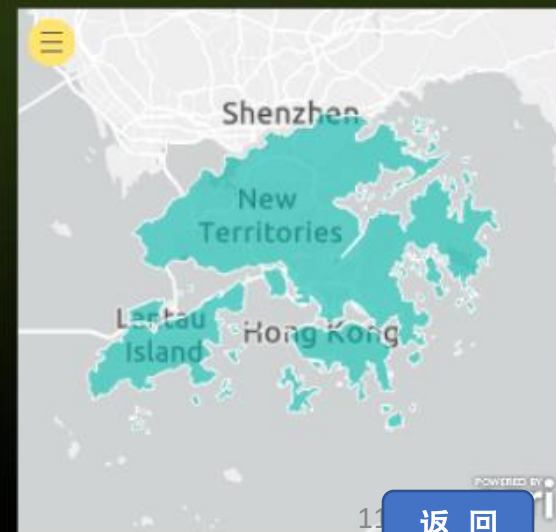 Shenzhen
New
Territories
Lantau
Island
Hong Kong
POWERED BY
返 回